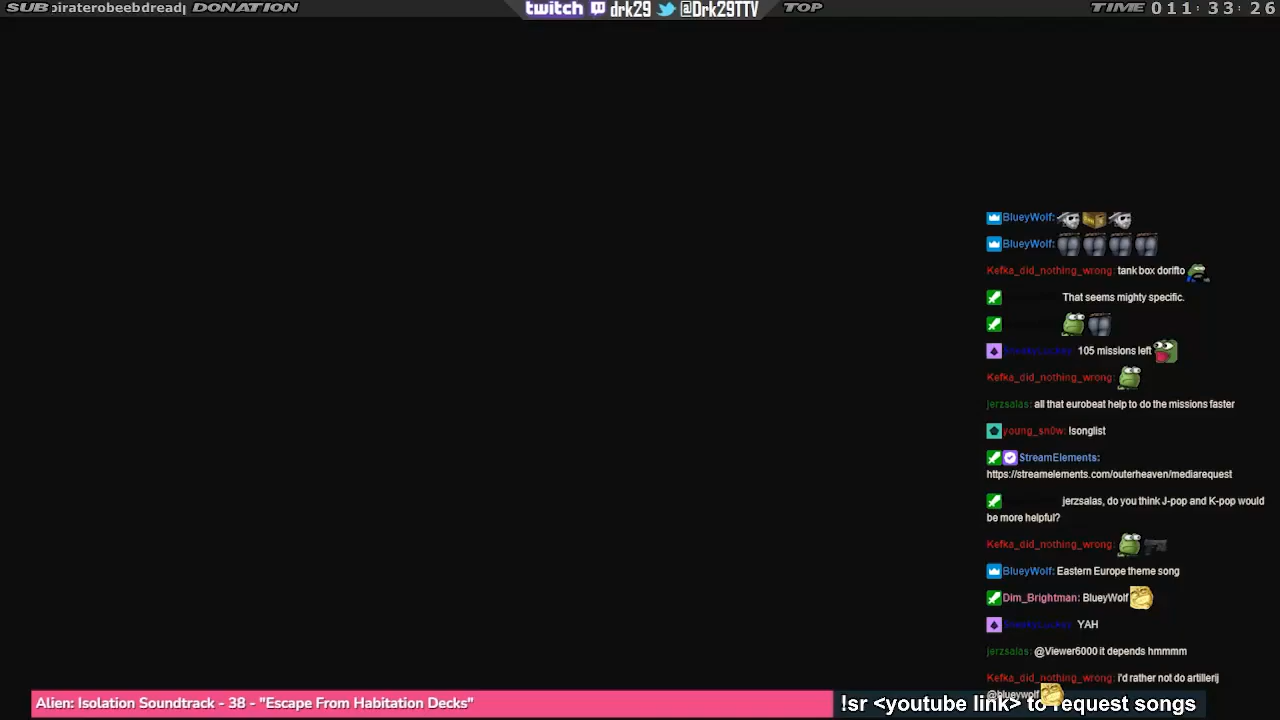 SUB piraterobeebdread DONATION
twitch drk29 @Drk29TTV
TOP
TIME 011:33:26
BlueyWolf:
BlueyWolf:
Kefka_did_nothing_wrong: tank box dorifto
That seems mighty specific.
105 missions left
Kefka_did_nothing_wrong:
jerzsalas: all that eurobeat help to do the missions faster
young_sn0w: !songlist
StreamElements:
https://streamelements.com/outerheaven/mediarequest
jerzsalas, do you think J-pop and K-pop would
be more helpful?
Kefka_did_nothing_wrong:
BlueyWolf: Eastern Europe theme song
Dim_Brightman: BlueyWolf
YAH
jerzsalas: @Viewer6000 it depends hmmmm
Kefka_did_nothing_wrong: i'd rather not do artillerij
@blueywolf
Alien: Isolation Soundtrack - 38 - "Escape From Habitation Decks"
!sr <youtube link> to request songs